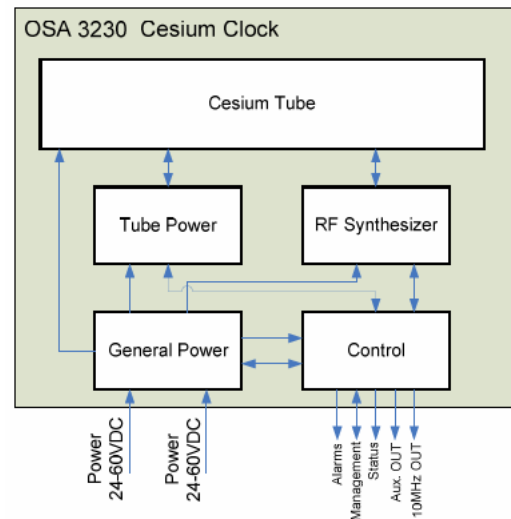 OSA 3230 Cesium Clock
Cesium Tube
Tube Power
RF Synthesizer
General Power
Control
Power
24-60VDC
Power
24-60VDC
Alarms
Management
Status
Aux. OUT
10MHz OUT